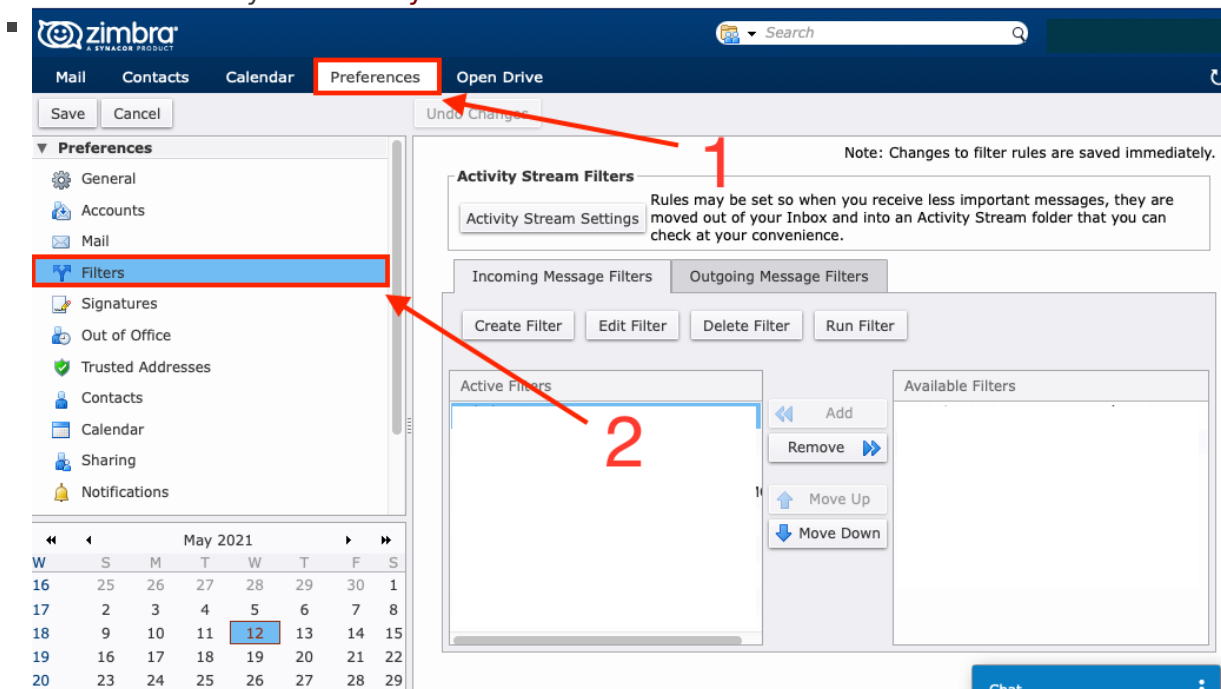 zimbra
A SYNACOR PRODUCT
Search
Mail Contacts Calendar Preferences Open Drive
Save Cancel Undo Changes
1
Preferences
Note: Changes to filter rules are saved immediately.
General
Accounts
Mail
Filters
Signatures
Out of Office
Trusted Addresses
Contacts
Calendar
Sharing
Notifications
Activity Stream Filters
Activity Stream Settings
Rules may be set so when you receive less important messages, they are
moved out of your Inbox and into an Activity Stream folder that you can
check at your convenience.
Incoming Message Filters Outgoing Message Filters
Create Filter Edit Filter Delete Filter Run Filter
Active Filters
Available Filters
Add
Remove
Move Up
Move Down
2
May 2021
W S M T W T F S
16 25 26 27 28 29 30 1
17 2 3 4 5 6 7 8
18 9 10 11 12 13 14 15
19 16 17 18 19 20 21 22
20 23 24 25 26 27 28 29
Chat